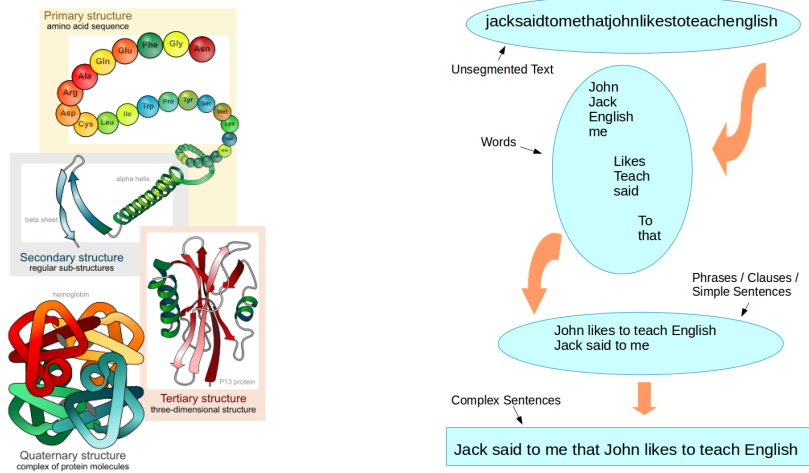 Primary structure
amino acid sequence
Asn
Gly
Phe
Glu
Gln
Ala
Arg
Asp
Cys
Leu
Ile
Trp
Pro
Tyr
Ser
Met
Lys
alpha helix
beta sheet
Secondary structure
regular sub-structures
hemoglobin
P13 protein
Tertiary structure
three-dimensional structure
Quaternary structure
complex of protein molecules
jacksaidtomethatjohnlikestoteachenglish
Unsegmented Text
Words
John
Jack
English
me
Likes
Teach
said
To
that
Phrases / Clauses /
Simple Sentences
John likes to teach English
Jack said to me
Complex Sentences
Jack said to me that John likes to teach English